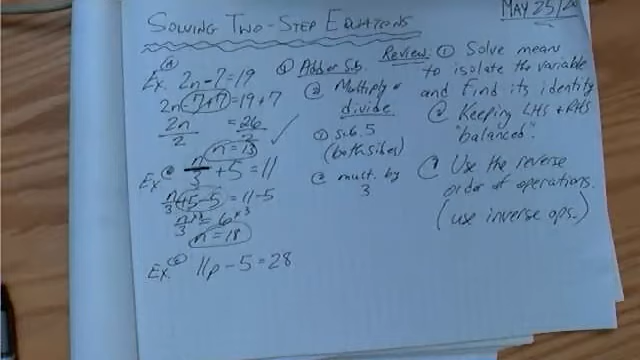 MAY 25/20
SOLVING TWO-STEP EQUATIONS
Ex. 2n-7=19
2n-7+7=19+7
2n/2 = 26/2
n=13
Ex n/3 +5=11
n/3+5-5=11-5
n/3 ×3 = 6×3
n=18
Ex. 11p-5=28
① Add or Sub.
② Multiply or
divide
① sub. 5
(both sides)
② mult. by
3
Review: ① Solve means
to isolate the variable
and find its identity
② Keeping LHS + RHS
"balanced"
Use the reverse
order of operations.
(use inverse ops.)